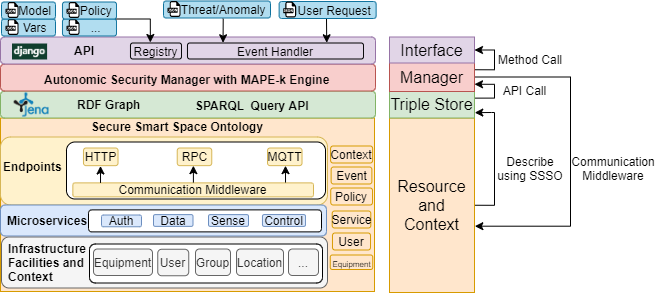 Model
Policy
Threat/Anomaly
User Request
Vars
...
django
API
Registry
Event Handler
Autonomic Security Manager with MAPE-k Engine
Jena
RDF Graph
SPARQL Query API
Secure Smart Space Ontology
Endpoints
HTTP
RPC
MQTT
Communication Middleware
Microservices
Auth
Data
Sense
Control
Infrastructure
Facilities and
Context
Equipment
User
Group
Location
...
Context
Event
Policy
Service
User
Equipment
Interface
Manager
Triple Store
Resource
and
Context
Method Call
API Call
Describe
using SSSO
Communication
Middleware